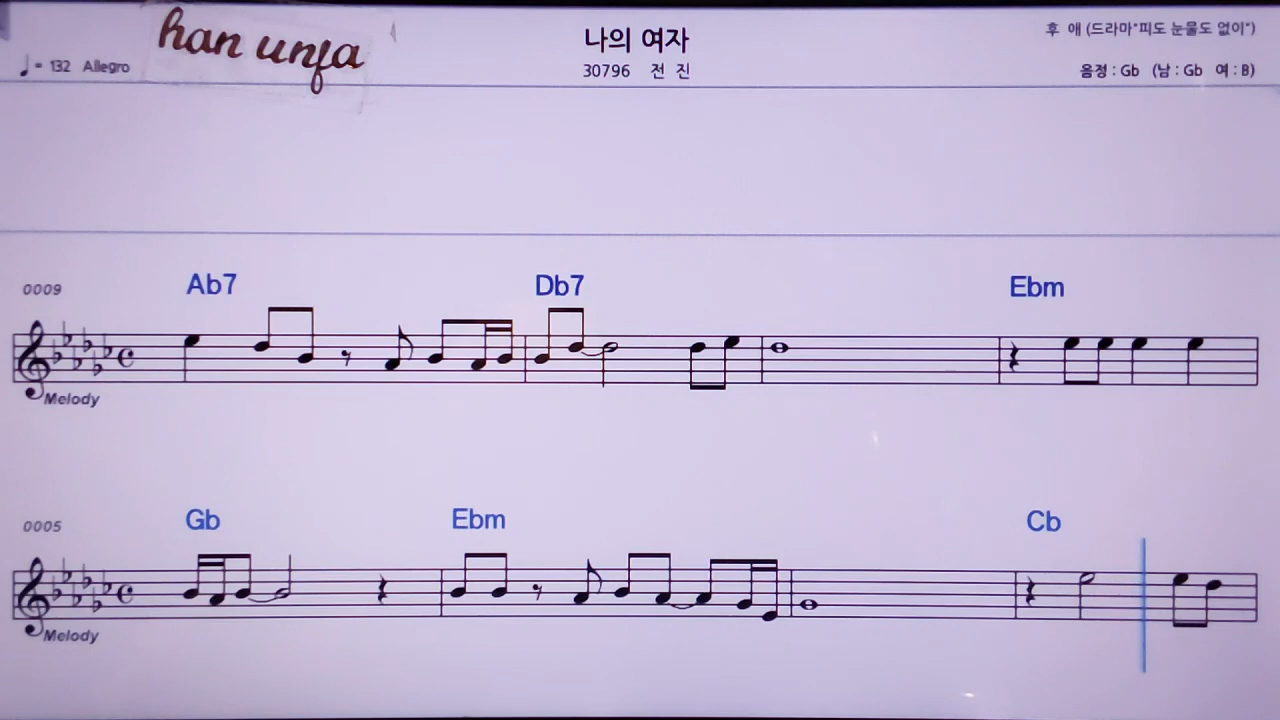 han unfa
나의 여자
후 애 (드라마"피도 눈물도 없이")
♩= 132 Allegro
30796 전 진
음정 : Gb (남 : Gb 여 : B)
0009 Ab7 Db7 Ebm
Melody
0005 Gb Ebm Cb
Melody